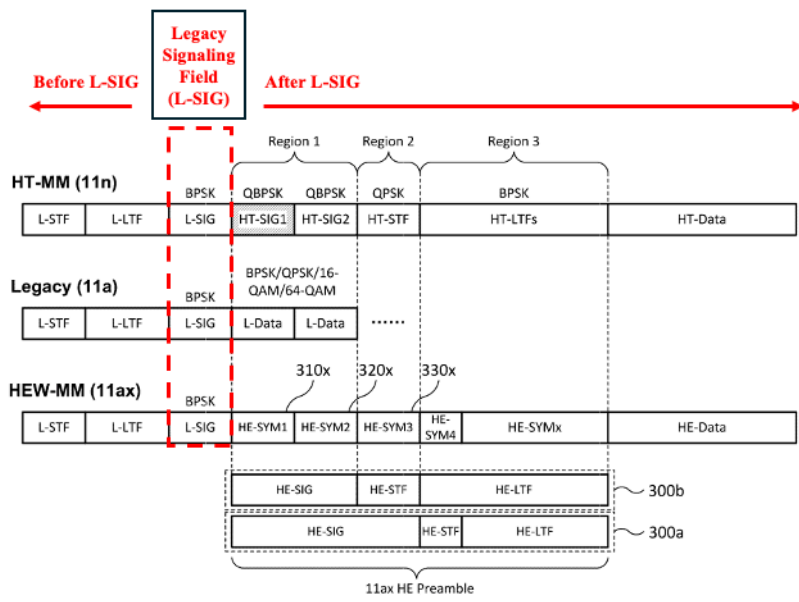 Legacy
Signaling
Field
(L-SIG)
Before L-SIG
After L-SIG
Region 1
Region 2
Region 3
HT-MM (11n)
BPSK
QBPSK
QBPSK
QPSK
BPSK
L-STF
L-LTF
L-SIG
HT-SIG1
HT-SIG2
HT-STF
HT-LTFs
HT-Data
Legacy (11a)
BPSK
BPSK/QPSK/16-
QAM/64-QAM
L-STF
L-LTF
L-SIG
L-Data
L-Data
......
HEW-MM (11ax)
BPSK
310x
320x
330x
L-STF
L-LTF
L-SIG
HE-SYM1
HE-SYM2
HE-SYM3
HE-
SYM4
HE-SYMx
HE-Data
HE-SIG
HE-STF
HE-LTF
300b
HE-SIG
HE-STF
HE-LTF
300a
11ax HE Preamble